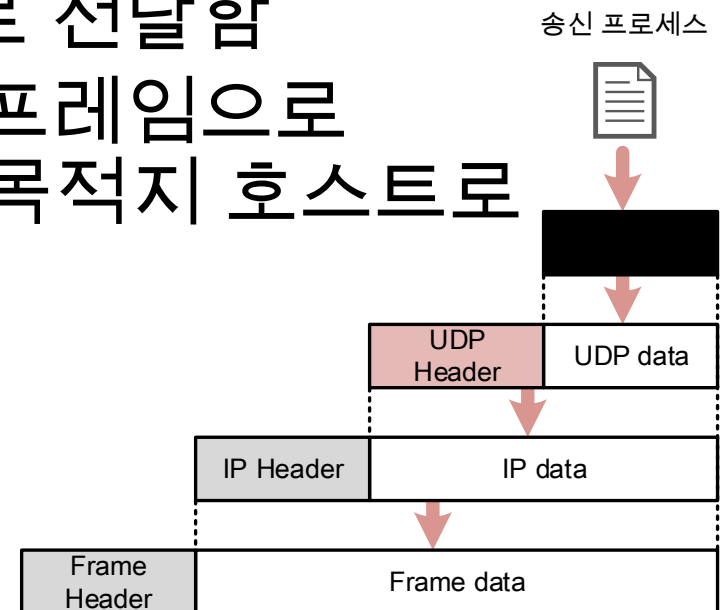 전달함
송신 프로세스
프레임으로
목적지 호스트로
UDP
Header
UDP data
IP Header
IP data
Frame
Header
Frame data